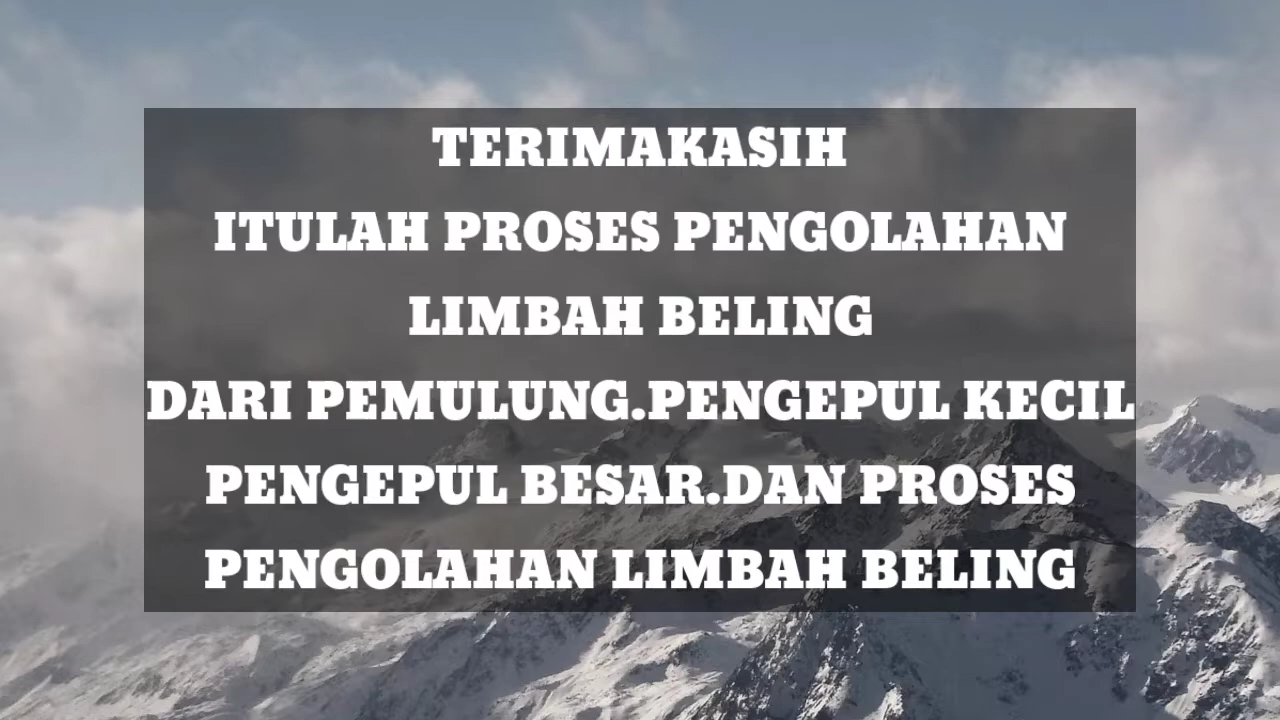 TERIMAKASIH
ITULAH PROSES PENGOLAHAN
LIMBAH BELING
DARI PEMULUNG.PENGEPUL KECIL
PENGEPUL BESAR.DAN PROSES
PENGOLAHAN LIMBAH BELING